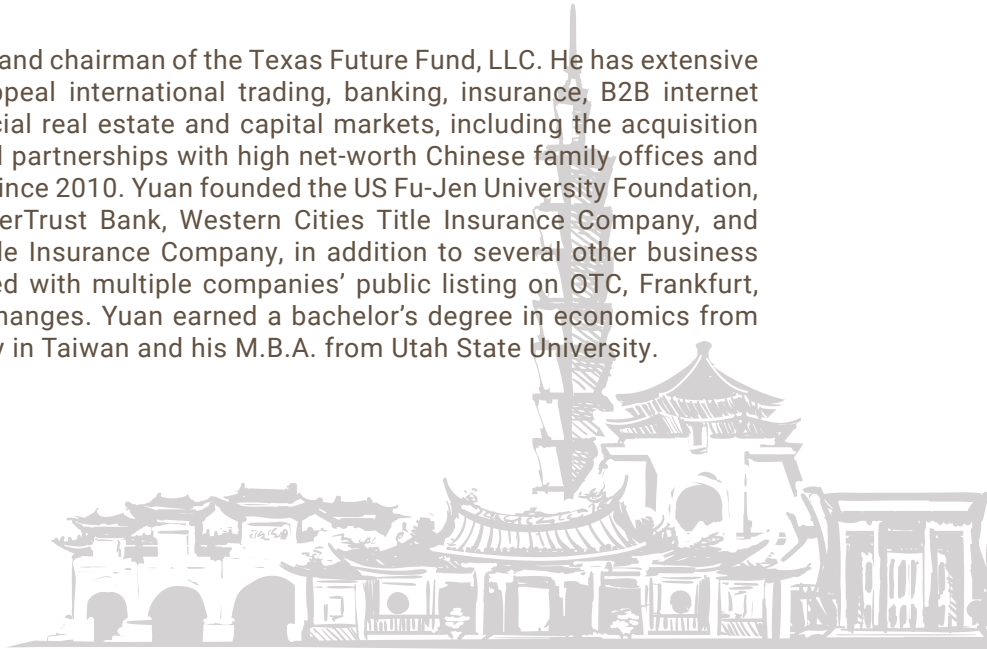 and chairman of the Texas Future Fund, LLC. He has extensive
ppeal international trading, banking, insurance, B2B internet
cial real estate and capital markets, including the acquisition
l partnerships with high net-worth Chinese family offices and
ince 2010. Yuan founded the US Fu-Jen University Foundation,
erTrust Bank, Western Cities Title Insurance Company, and
le Insurance Company, in addition to several other business
ed with multiple companies’ public listing on OTC, Frankfurt,
hanges. Yuan earned a bachelor’s degree in economics from
y in Taiwan and his M.B.A. from Utah State University.